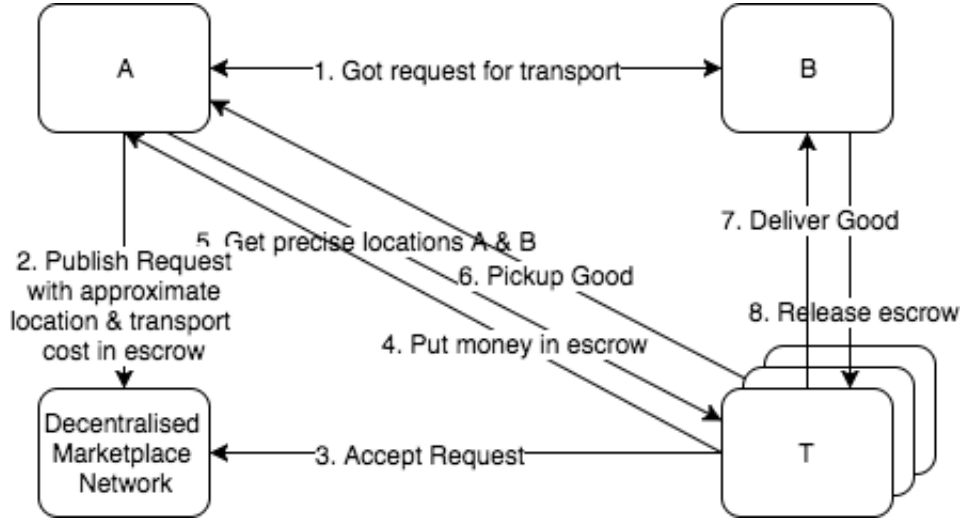 A
B
1. Got request for transport
7. Deliver Good
5. Get precise locations A & B
2. Publish Request
with approximate
location & transport
cost in escrow
6. Pickup Good
8. Release escrow
4. Put money in escrow
Decentralised
Marketplace
Network
3. Accept Request
T